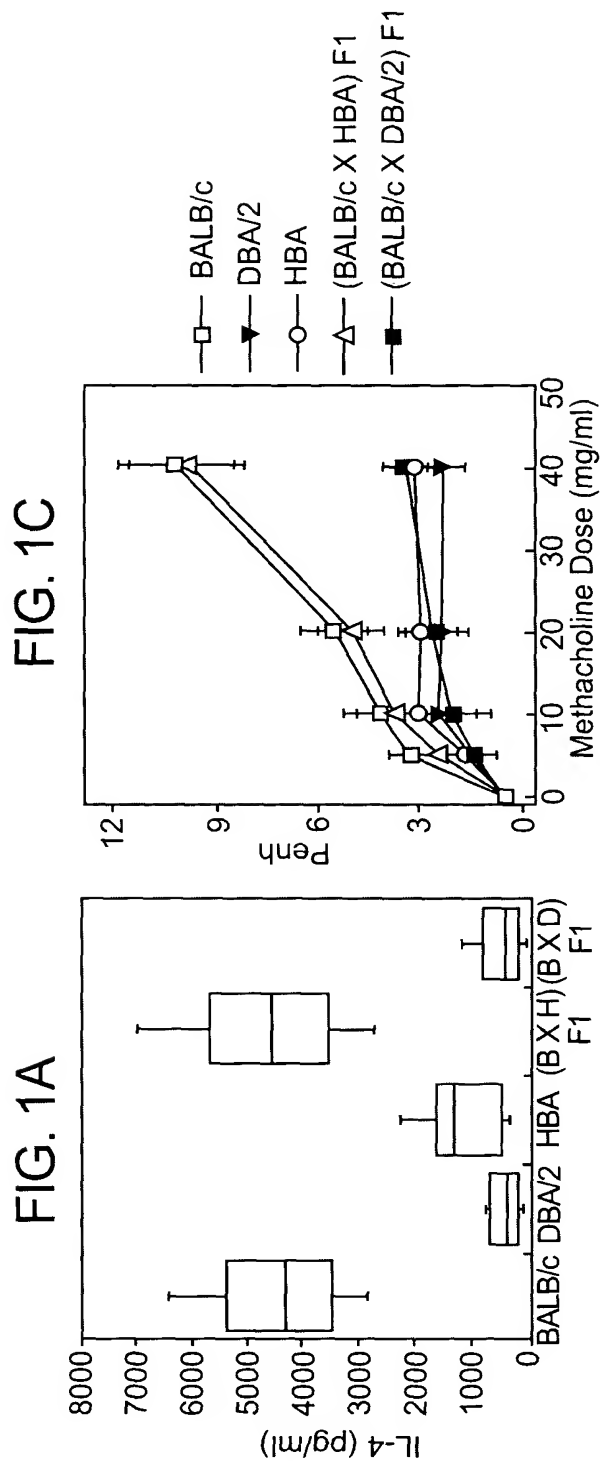 FIG. 1A
8000
7000
6000
5000
4000
3000
2000
1000
0
IL-4 (pg/ml)
BALB/c DBA/2 HBA (B X H) (B X D)
F1 F1
FIG. 1C
12
6
3
0
Penh
0 10 20 30 40 50
Methacholine Dose (mg/ml)
BALB/c
DBA/2
HBA
(BALB/c X HBA) F1
(BALB/c X DBA/2) F1